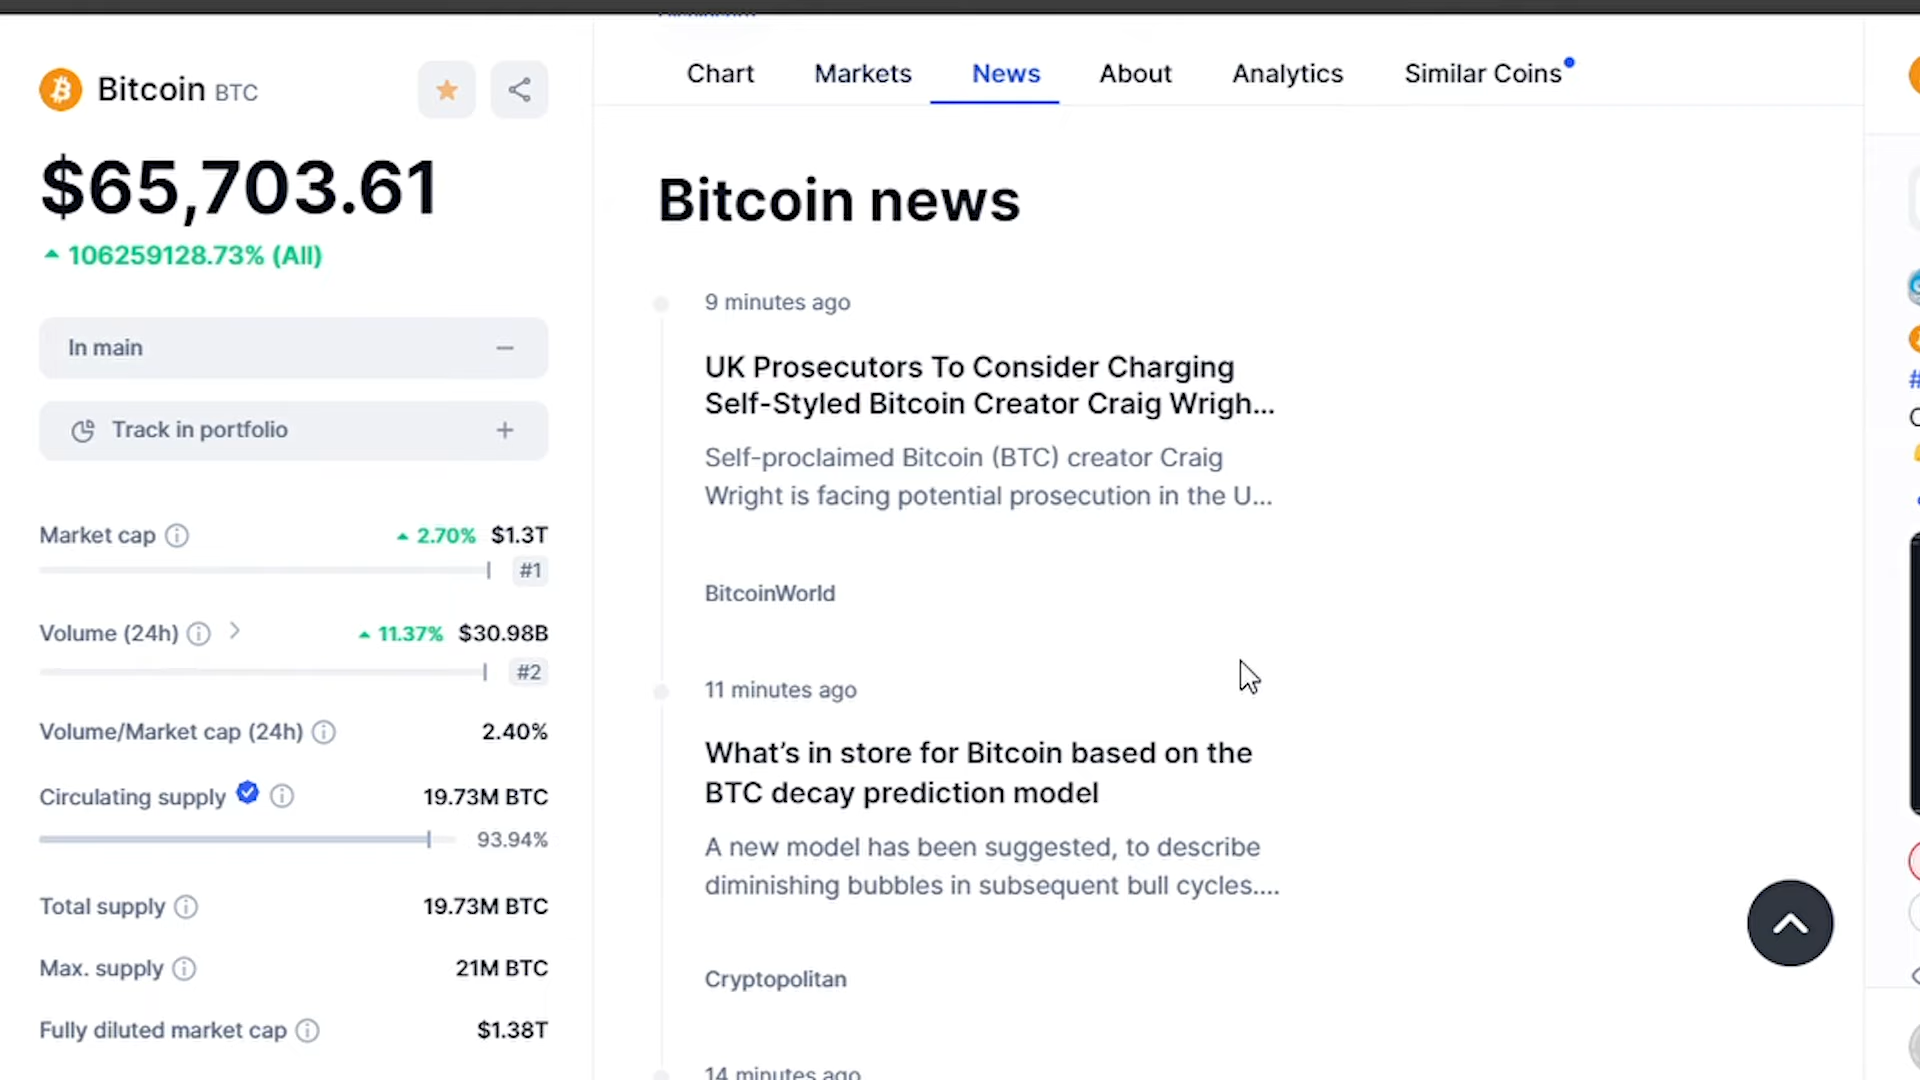 Bitcoin BTC
$65,703.61
106259128.73% (All)
In main
Track in portfolio
Market cap 2.70% $1.3T
#1
Volume (24h) 11.37% $30.98B
#2
Volume/Market cap (24h) 2.40%
Circulating supply 19.73M BTC
93.94%
Total supply 19.73M BTC
Max. supply 21M BTC
Fully diluted market cap $1.38T
Chart Markets News About Analytics Similar Coins
Bitcoin news
9 minutes ago
UK Prosecutors To Consider Charging
Self-Styled Bitcoin Creator Craig Wrigh...
Self-proclaimed Bitcoin (BTC) creator Craig
Wright is facing potential prosecution in the U...
BitcoinWorld
11 minutes ago
What's in store for Bitcoin based on the
BTC decay prediction model
A new model has been suggested, to describe
diminishing bubbles in subsequent bull cycles....
Cryptopolitan
14 minutes ago
#